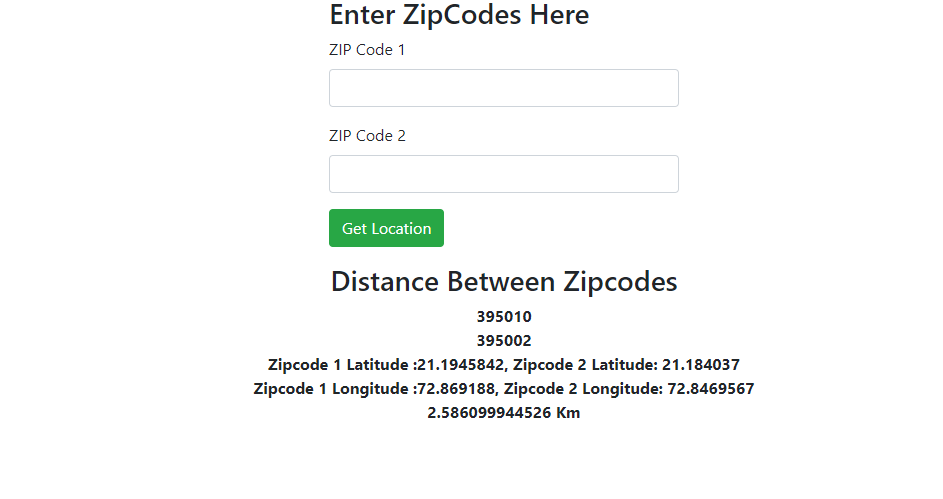 Enter ZipCodes Here
ZIP Code 1
ZIP Code 2
Get Location
Distance Between Zipcodes
395010
395002
Zipcode 1 Latitude :21.1945842, Zipcode 2 Latitude: 21.184037
Zipcode 1 Longitude :72.869188, Zipcode 2 Longitude: 72.8469567
2.586099944526 Km